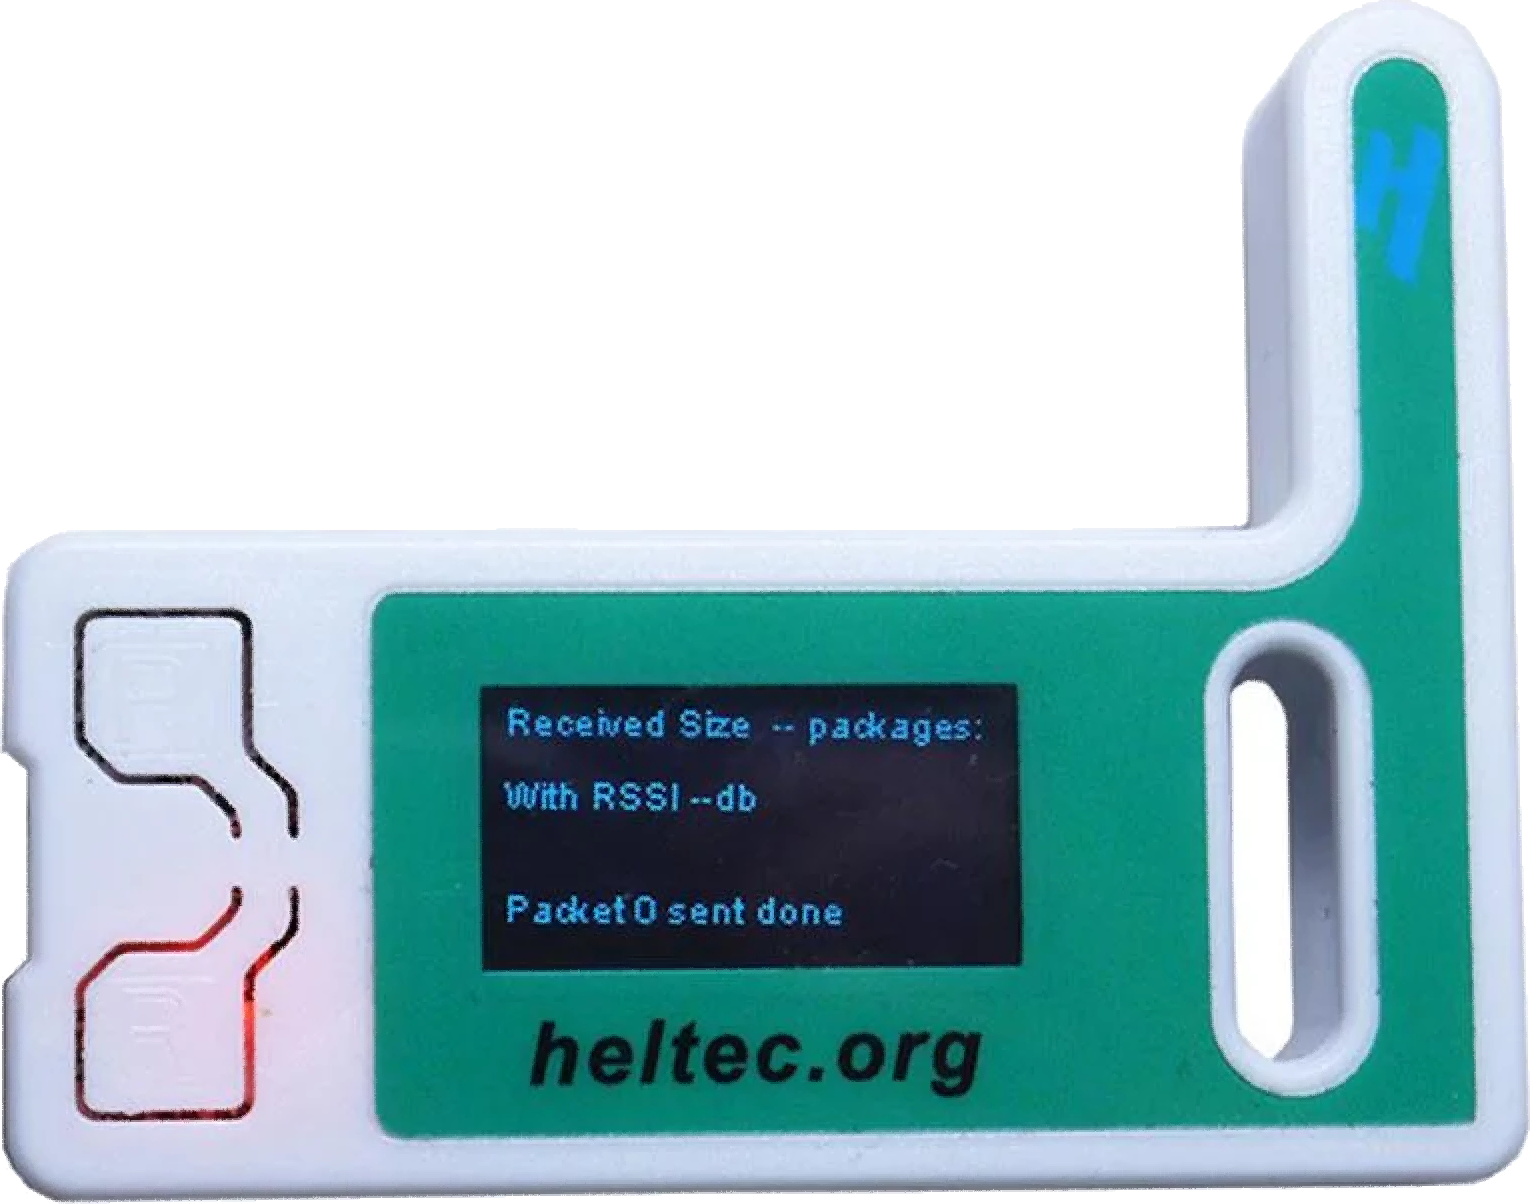 H
Received Size -- packages:
With RSSI --db
Packet 0 sent done
heltec.org